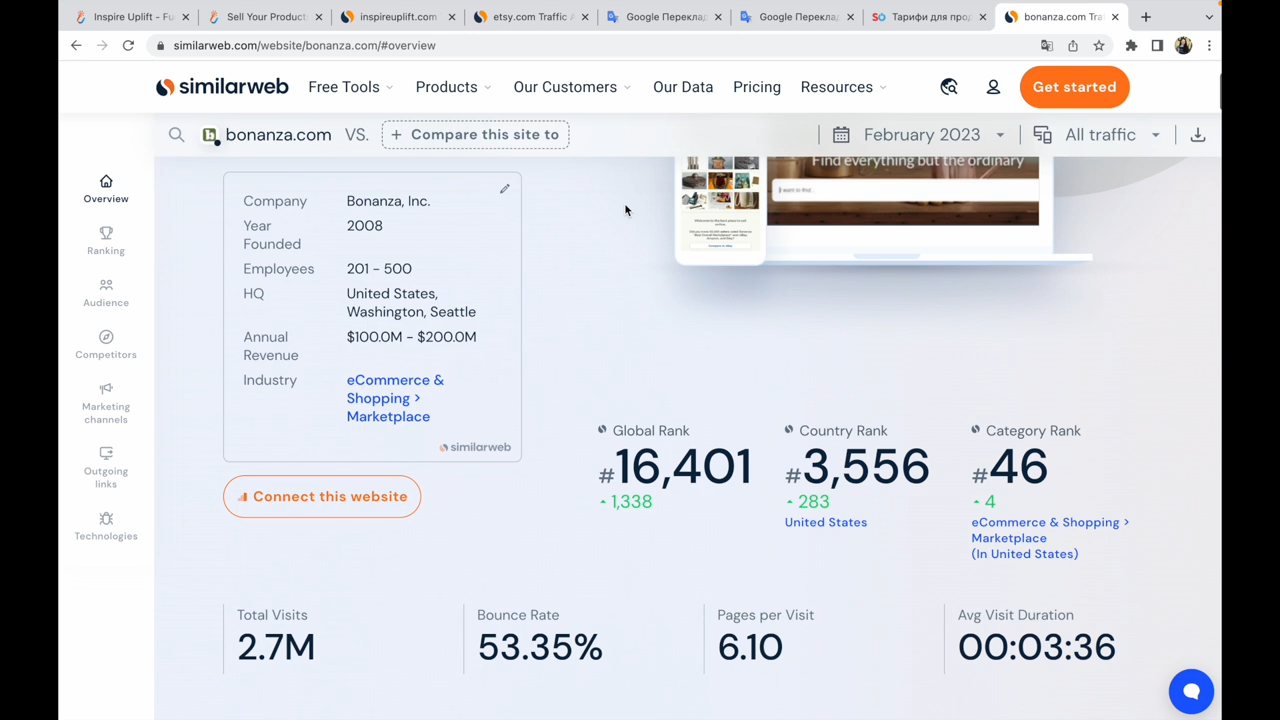 Inspire Uplift - Fu
Sell Your Product
inspireuplift.com
etsy.com Traffic A
Google Переклад
Google Переклад
Тарифи для прод
bonanza.com Tra
similarweb.com/website/bonanza.com/#overview
similarweb
Free Tools
Products
Our Customers
Our Data
Pricing
Resources
Get started
bonanza.com VS. + Compare this site to
February 2023
All traffic
Overview
Ranking
Audience
Competitors
Marketing
channels
Outgoing
links
Technologies
Find everything but the ordinary
Company Bonanza, Inc.
Year 2008
Founded
Employees 201 - 500
HQ United States,
Washington, Seattle
Annual $100.0M - $200.0M
Revenue
Industry eCommerce &
Shopping >
Marketplace
similarweb
Connect this website
Global Rank
#16,401
1,338
Country Rank
#3,556
283
United States
Category Rank
#46
4
eCommerce & Shopping >
Marketplace
(In United States)
Total Visits
2.7M
Bounce Rate
53.35%
Pages per Visit
6.10
Avg Visit Duration
00:03:36